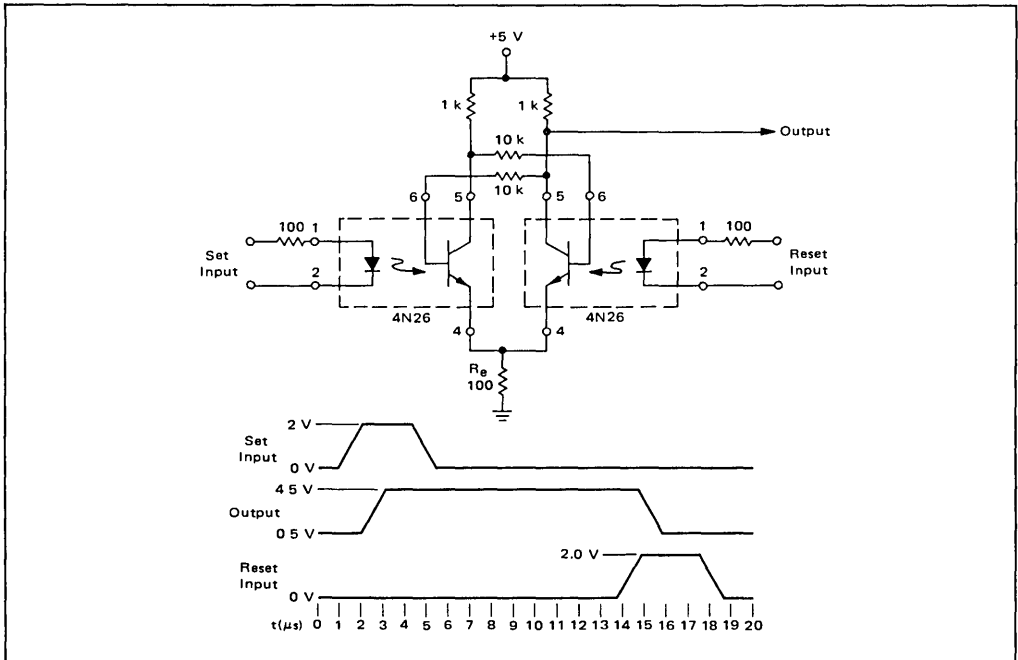 +5 V
1 k 1 k
Output
10 k
10 k
6 5 5 6
100 1 1 100
Set Input
Reset Input
2 2
4N26 4N26
4 4
Re
100
2 V
Set
Input
0 V
4 5 V
Output
0 5 V
2.0 V
Reset
Input
0 V
t(μs) 0 1 2 3 4 5 6 7 8 9 10 11 12 13 14 15 16 17 18 19 20